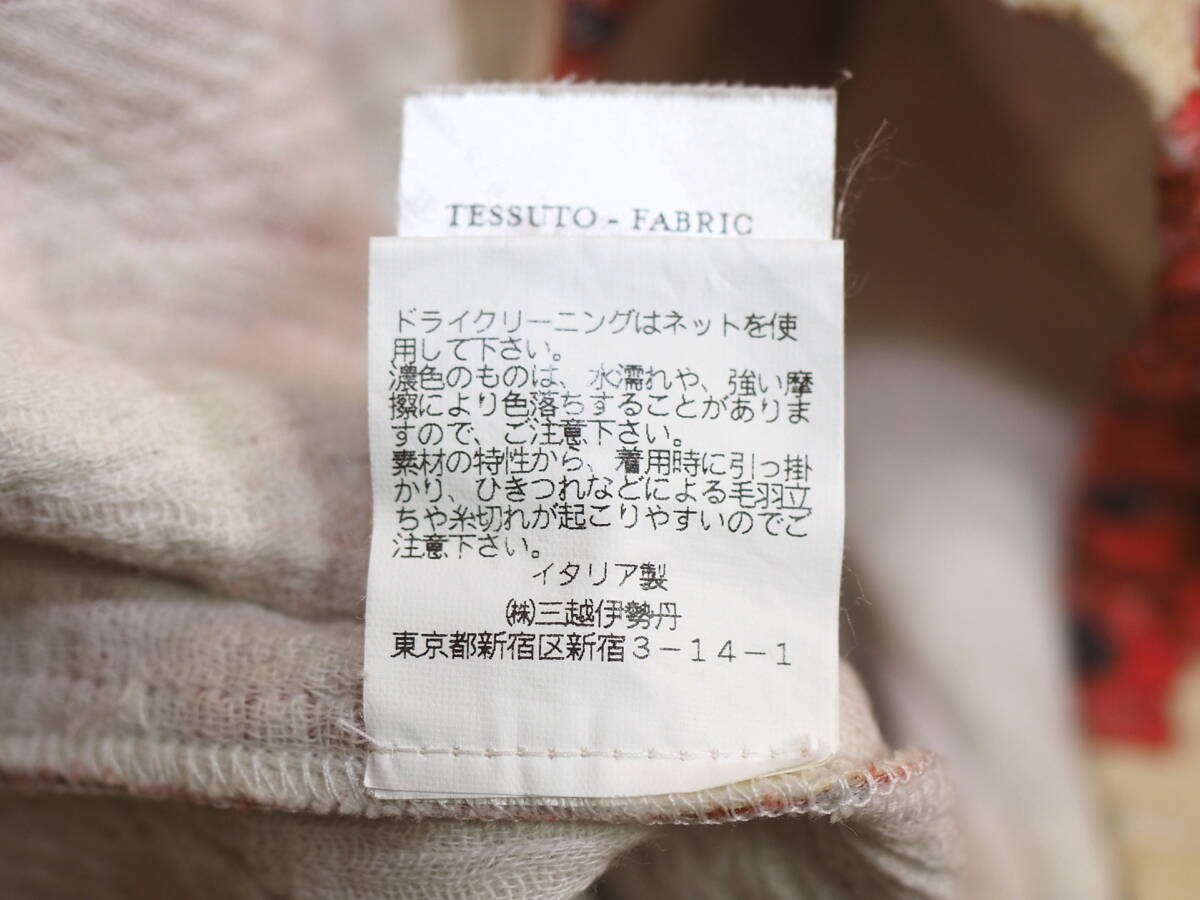 TESSUTO - FABRIC
ドライクリーニングはネットを使
用して下さい。
濃色のものは、水濡れや、強い摩
擦により色落ちすることがありま
すので、ご注意下さい。
素材の特性から、着用時に引っ掛
かり、ひきつれなどによる毛羽立
ちや糸切れが起こりやすいのでご
注意下さい。
イタリア製
㈱三越伊勢丹
東京都新宿区新宿３－１４－１